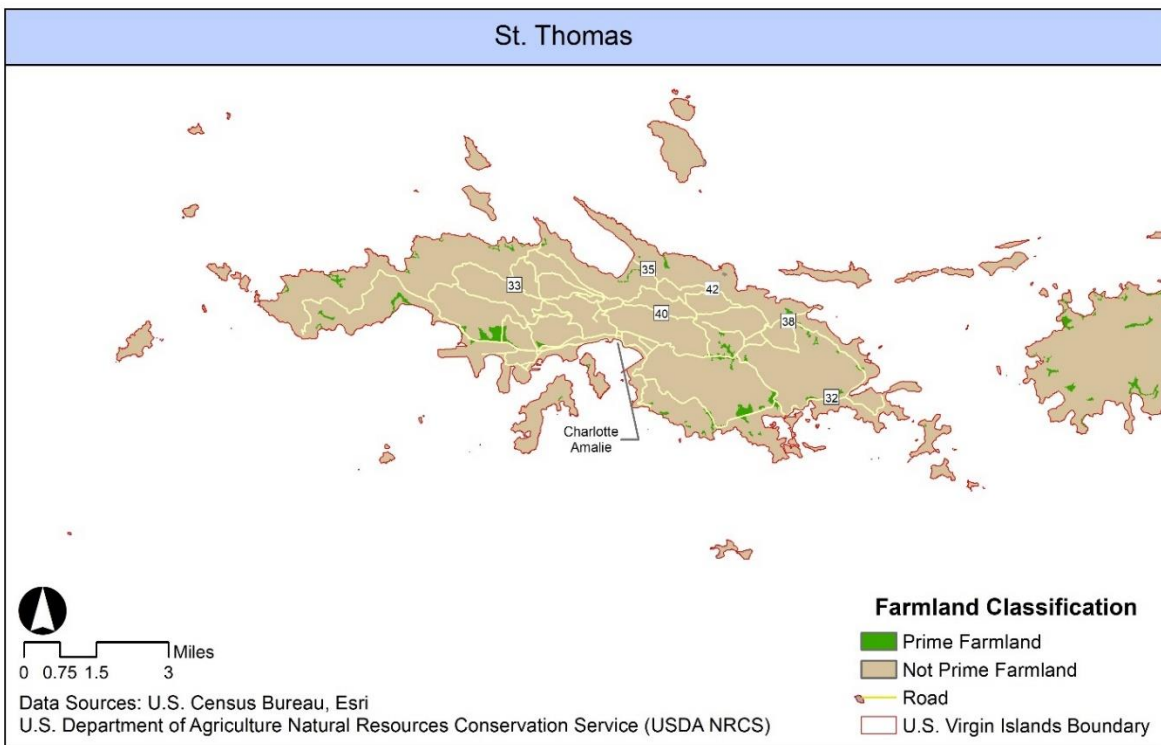 St. Thomas
35
33
42
40
38
32
Charlotte
Amalie
Miles
0 0.75 1.5 3
Data Sources: U.S. Census Bureau, Esri
U.S. Department of Agriculture Natural Resources Conservation Service (USDA NRCS)
Farmland Classification
Prime Farmland
Not Prime Farmland
Road
U.S. Virgin Islands Boundary